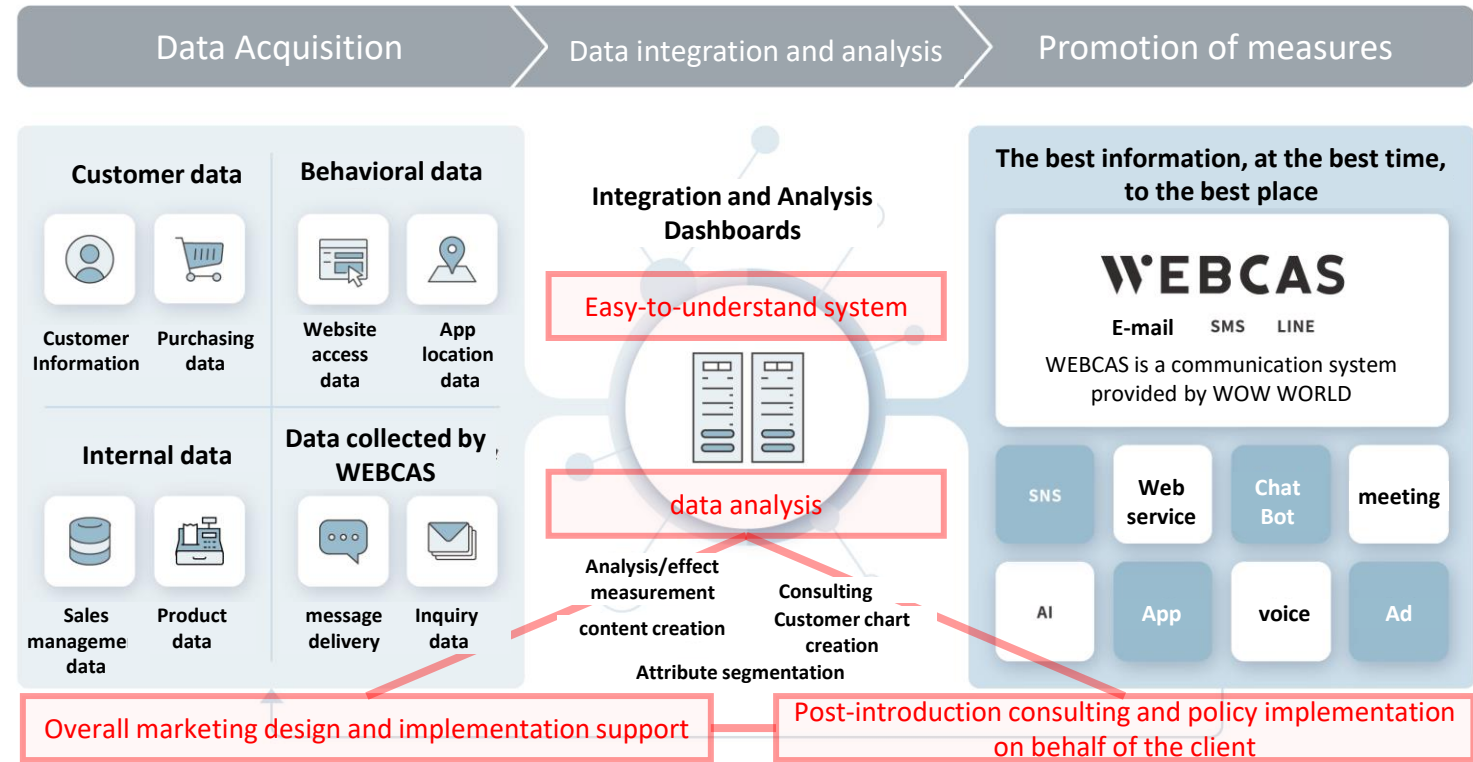 Data Acquisition
Data integration and analysis
Promotion of measures
Customer data
Customer
Information
Purchasing
data
Behavioral data
Website
access
data
App
location
data
Internal data
Sales
manageme
data
Product
data
Data collected by
WEBCAS
message
delivery
Inquiry
data
Integration and Analysis
Dashboards
Easy-to-understand system
data analysis
Analysis/effect
measurement
content creation
Consulting
Customer chart
creation
Attribute segmentation
The best information, at the best time,
to the best place
WEBCAS
E-mail SMS LINE
WEBCAS is a communication system
provided by WOW WORLD
SNS
Web
service
Chat
Bot
meeting
AI
App
voice
Ad
Overall marketing design and implementation support
Post-introduction consulting and policy implementation
on behalf of the client